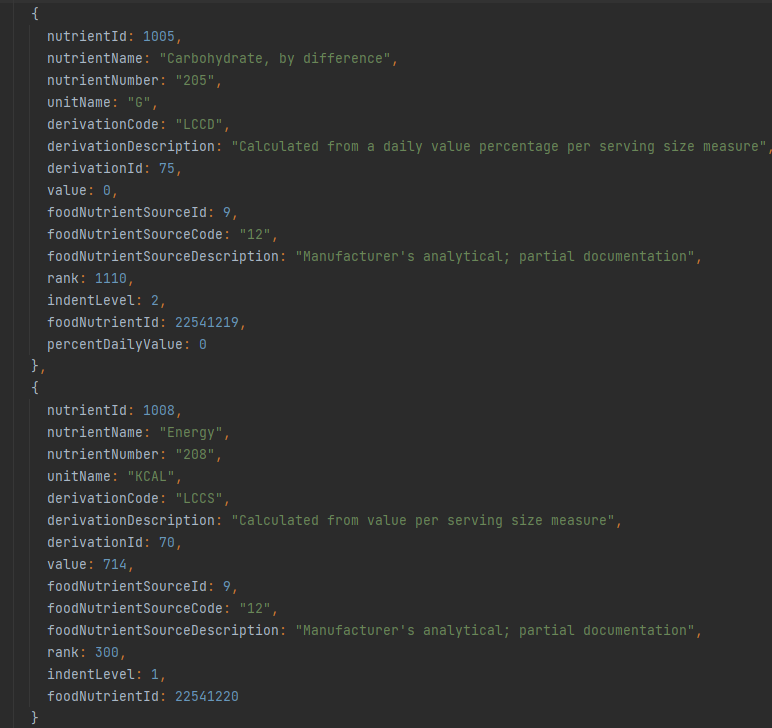 {
nutrientId: 1005,
nutrientName: "Carbohydrate, by difference",
nutrientNumber: "205",
unitName: "G",
derivationCode: "LCCD",
derivationDescription: "Calculated from a daily value percentage per serving size measure",
derivationId: 75,
value: 0,
foodNutrientSourceId: 9,
foodNutrientSourceCode: "12",
foodNutrientSourceDescription: "Manufacturer's analytical; partial documentation",
rank: 1110,
indentLevel: 2,
foodNutrientId: 22541219,
percentDailyValue: 0
},
{
nutrientId: 1008,
nutrientName: "Energy",
nutrientNumber: "208",
unitName: "KCAL",
derivationCode: "LCCS",
derivationDescription: "Calculated from value per serving size measure",
derivationId: 70,
value: 714,
foodNutrientSourceId: 9,
foodNutrientSourceCode: "12",
foodNutrientSourceDescription: "Manufacturer's analytical; partial documentation",
rank: 300,
indentLevel: 1,
foodNutrientId: 22541220
}